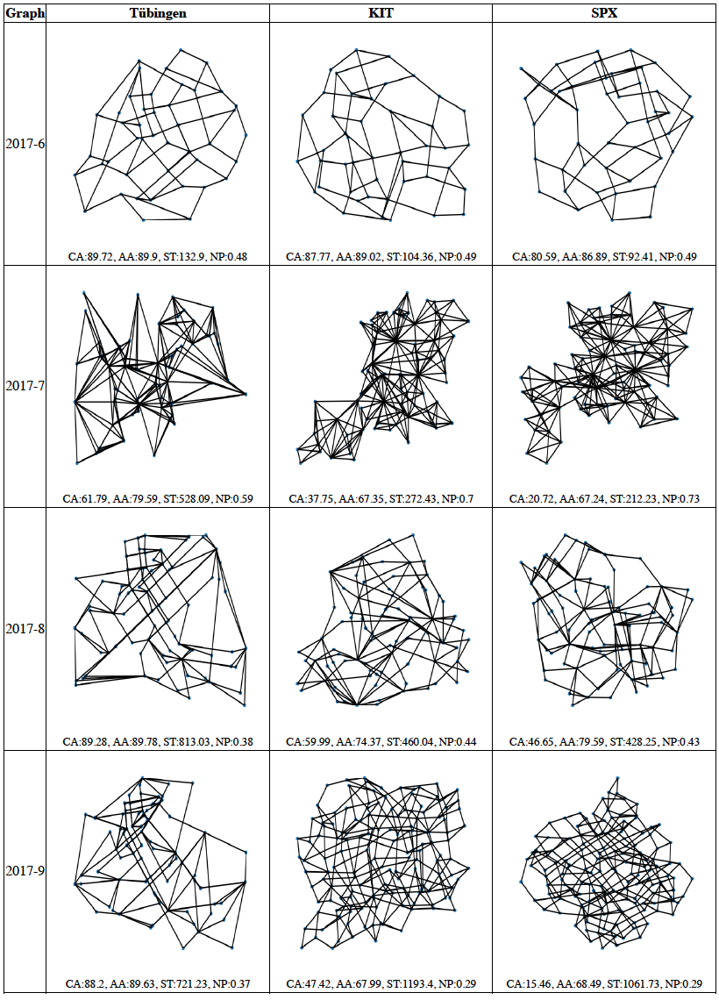 Graph Tübingen KIT SPX
2017-6
CA:89.72, AA:89.9, ST:132.9, NP:0.48 CA:87.77, AA:89.02, ST:104.36, NP:0.49 CA:80.59, AA:86.89, ST:92.41, NP:0.49
2017-7
CA:61.79, AA:79.59, ST:528.09, NP:0.59 CA:37.75, AA:67.35, ST:272.43, NP:0.7 CA:20.72, AA:67.24, ST:212.23, NP:0.73
2017-8
CA:89.28, AA:89.78, ST:813.03, NP:0.38 CA:59.99, AA:74.37, ST:460.04, NP:0.44 CA:46.65, AA:79.59, ST:428.25, NP:0.43
2017-9
CA:88.2, AA:89.63, ST:721.23, NP:0.37 CA:47.42, AA:67.99, ST:1193.4, NP:0.29 CA:15.46, AA:68.49, ST:1061.73, NP:0.29